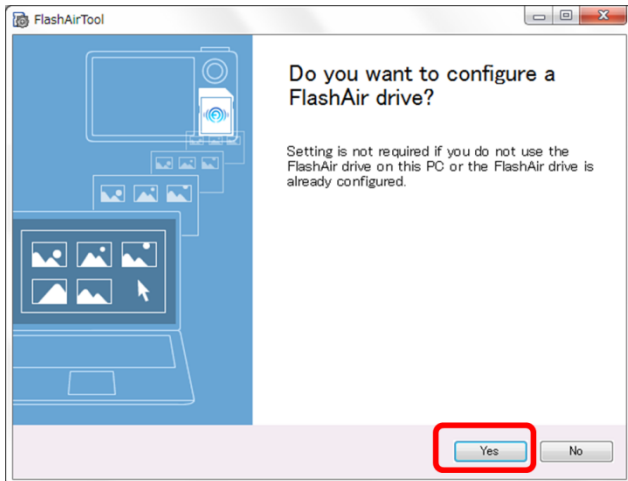 FlashAirTool
Do you want to configure a
FlashAir drive?
Setting is not required if you do not use the
FlashAir drive on this PC or the FlashAir drive is
already configured.
Yes
No